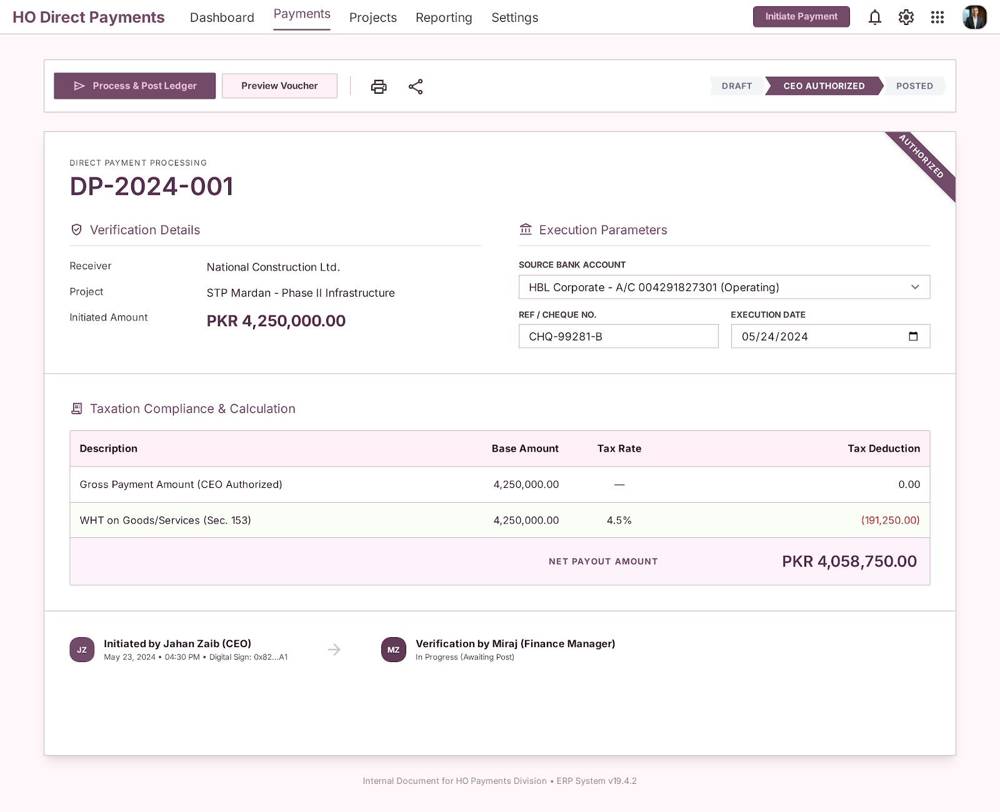 HO Direct Payments
Dashboard
Payments
Projects
Reporting
Settings
Initiate Payment
Process & Post Ledger
Preview Voucher
DRAFT
CEO AUTHORIZED
POSTED
AUTHORIZED
DIRECT PAYMENT PROCESSING
DP-2024-001
Verification Details
Receiver National Construction Ltd.
Project STP Mardan - Phase II Infrastructure
Initiated Amount PKR 4,250,000.00
Execution Parameters
SOURCE BANK ACCOUNT
HBL Corporate - A/C 004291827301 (Operating)
REF / CHEQUE NO.
CHQ-99281-B
EXECUTION DATE
05/24/2024
Taxation Compliance & Calculation
Description Base Amount Tax Rate Tax Deduction
Gross Payment Amount (CEO Authorized) 4,250,000.00 — 0.00
WHT on Goods/Services (Sec. 153) 4,250,000.00 4.5% (191,250.00)
NET PAYOUT AMOUNT PKR 4,058,750.00
JZ
Initiated by Jahan Zaib (CEO)
May 23, 2024 • 04:30 PM • Digital Sign: 0x82...A1
MZ
Verification by Miraj (Finance Manager)
In Progress (Awaiting Post)
Internal Document for HO Payments Division • ERP System v19.4.2